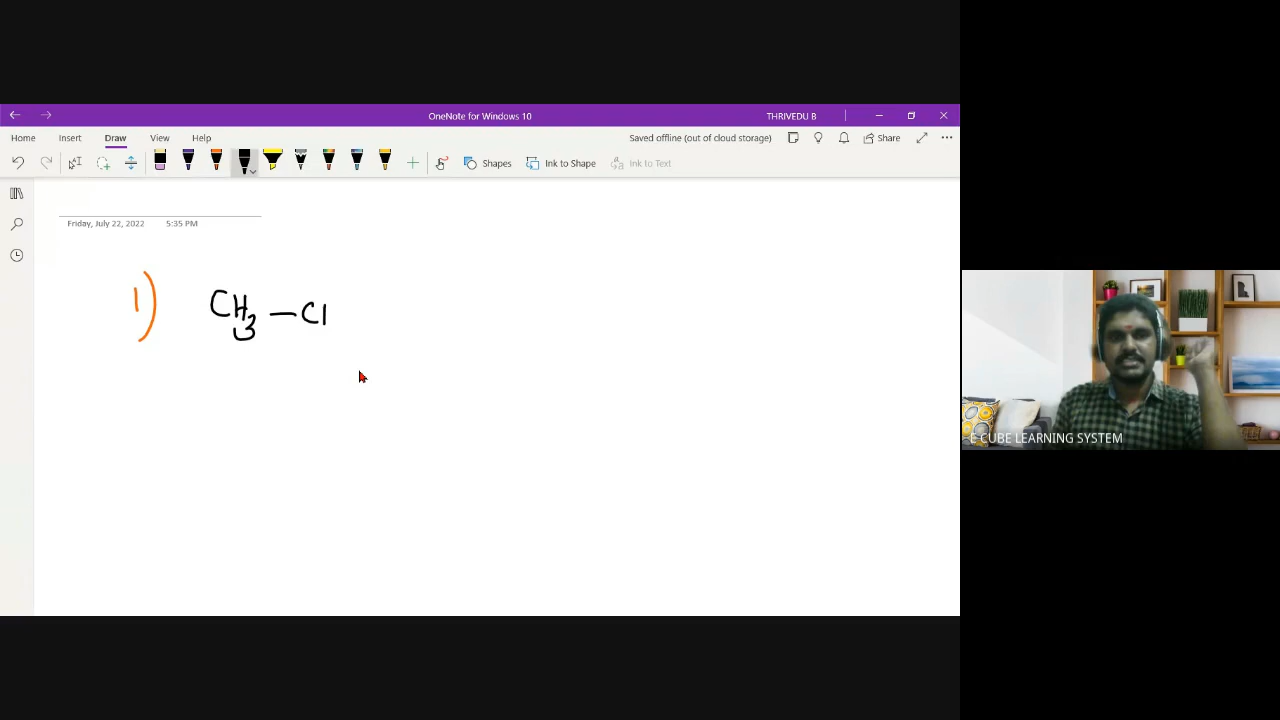 OneNote for Windows 10
THRIVEDU B
Home Insert Draw View Help
Saved offline (out of cloud storage)
Share
Shapes
Ink to Shape
Ink to Text
Friday, July 22, 2022 5:35 PM
1) CH3 — Cl
E CUBE LEARNING SYSTEM